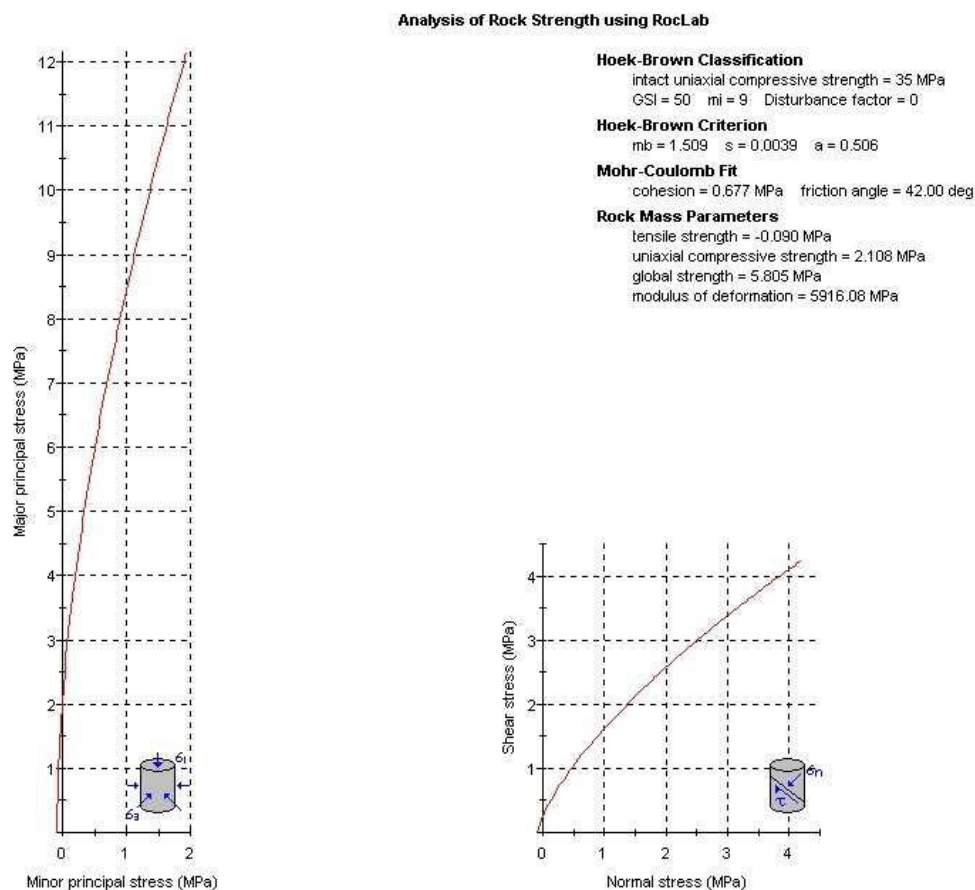 Analysis of Rock Strength using RocLab
Hoek-Brown Classification
intact uniaxial compressive strength = 35 MPa
GSI = 50 mi = 9 Disturbance factor = 0
Hoek-Brown Criterion
mb = 1.509 s = 0.0039 a = 0.506
Mohr-Coulomb Fit
cohesion = 0.677 MPa friction angle = 42.00 deg
Rock Mass Parameters
tensile strength = -0.090 MPa
uniaxial compressive strength = 2.108 MPa
global strength = 5.805 MPa
modulus of deformation = 5916.08 MPa
Major principal stress (MPa)
12
11
10
9
8
7
6
5
4
3
2
1
σ1
σ3
0 1 2
Minor principal stress (MPa)
Shear stress (MPa)
4
3
2
1
σn
τ
0 1 2 3 4
Normal stress (MPa)